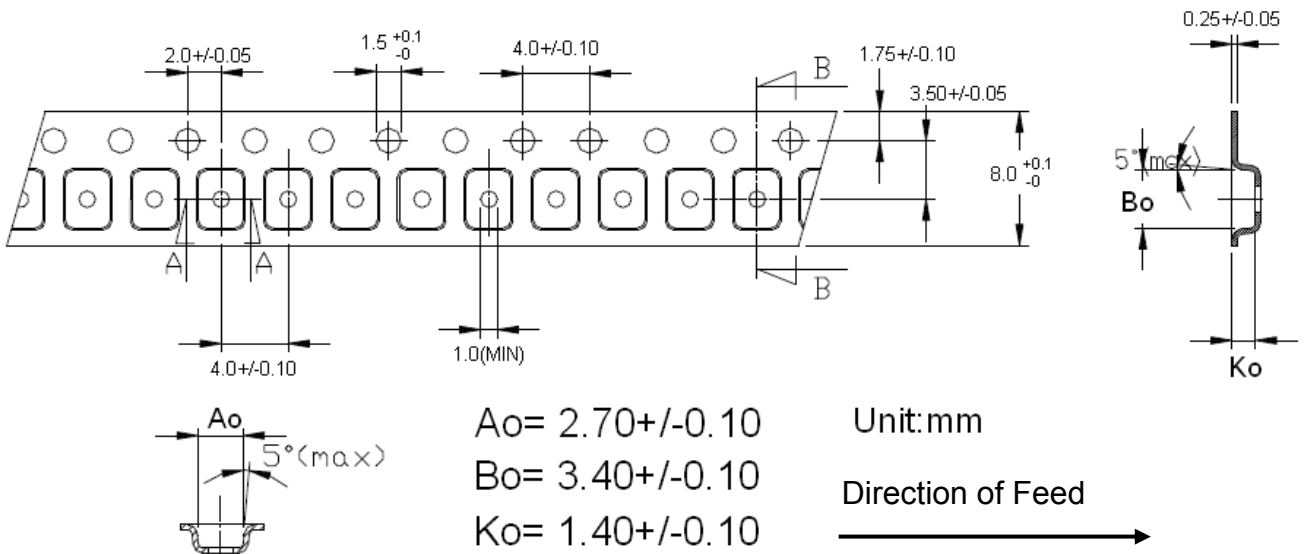 2.0+/-0.05
1.5 +0.1 -0
4.0+/-0.10
B
1.75+/-0.10
3.50+/-0.05
8.0 +0.1 -0
0.25+/-0.05
5°(max)
Bo
A A
B
4.0+/-0.10
1.0(MIN)
Ko
Ao
5°(max)
Ao= 2.70+/-0.10
Bo= 3.40+/-0.10
Ko= 1.40+/-0.10
Unit:mm
Direction of Feed